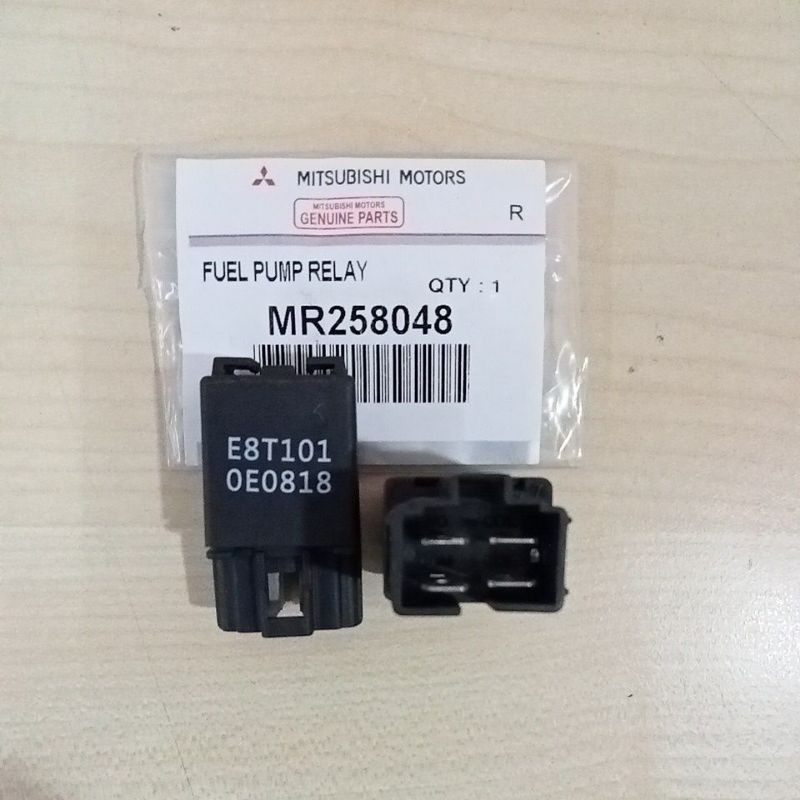 MITSUBISHI MOTORS
MITSUBISHI MOTORS
GENUINE PARTS
R
FUEL PUMP RELAY
QTY : 1
MR258048
E8T101
0E0818